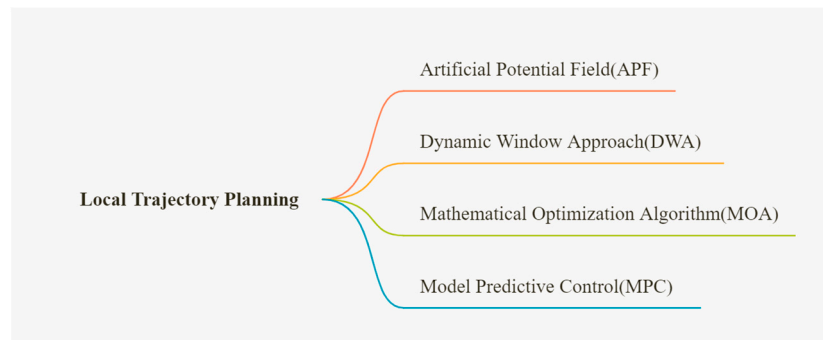 Local Trajectory Planning
Artificial Potential Field(APF)
Dynamic Window Approach(DWA)
Mathematical Optimization Algorithm(MOA)
Model Predictive Control(MPC)